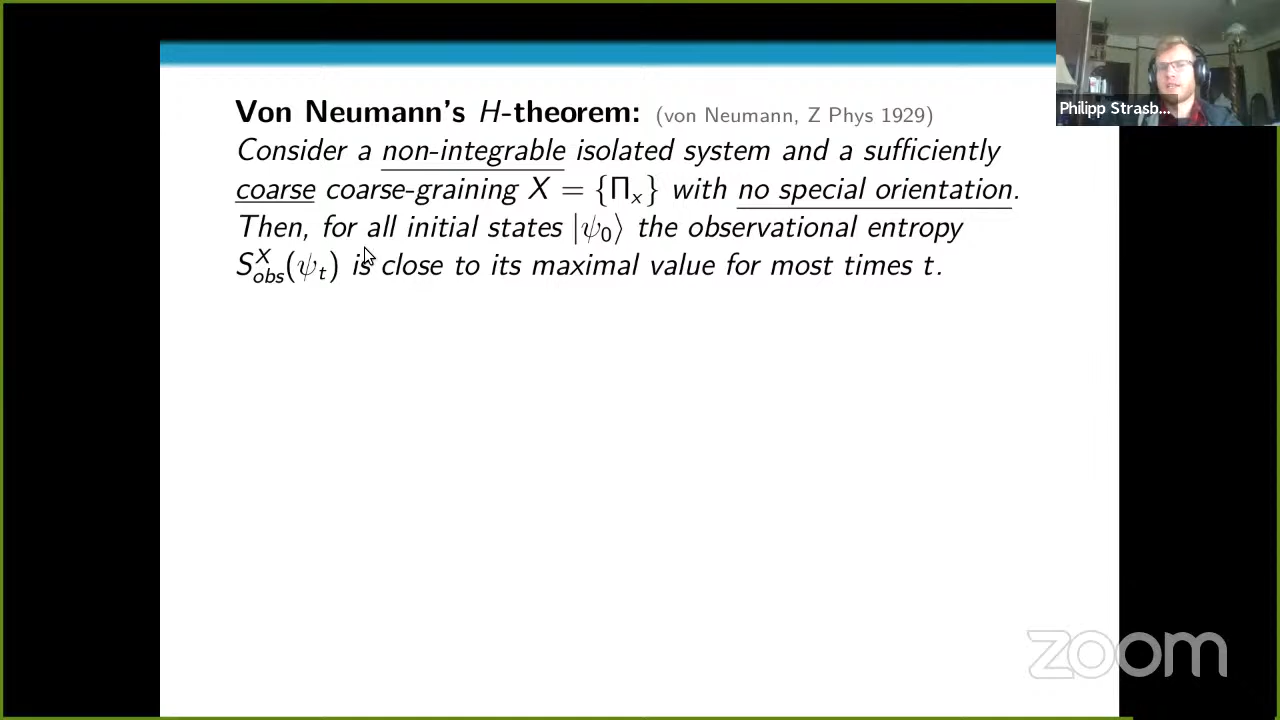 Von Neumann's H-theorem: (von Neumann, Z Phys 1929)
Consider a non-integrable isolated system and a sufficiently
coarse coarse-graining X = {Πₓ} with no special orientation.
Then, for all initial states |ψ₀⟩ the observational entropy
S^X_obs(ψₜ) is close to its maximal value for most times t.
Philipp Strasb...
zoom